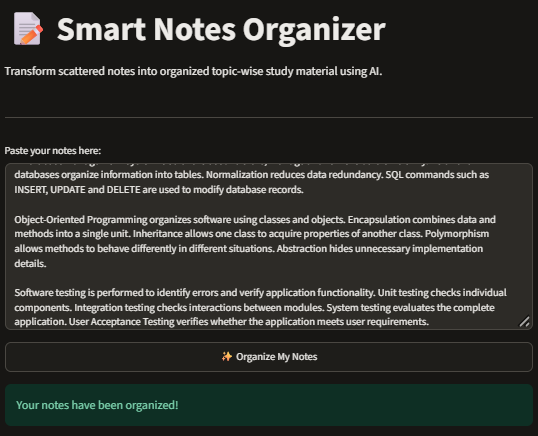 Smart Notes Organizer
Transform scattered notes into organized topic-wise study material using AI.
Paste your notes here:
databases organize information into tables. Normalization reduces data redundancy. SQL commands such as
INSERT, UPDATE and DELETE are used to modify database records.
Object-Oriented Programming organizes software using classes and objects. Encapsulation combines data and
methods into a single unit. Inheritance allows one class to acquire properties of another class. Polymorphism
allows methods to behave differently in different situations. Abstraction hides unnecessary implementation
details.
Software testing is performed to identify errors and verify application functionality. Unit testing checks individual
components. Integration testing checks interactions between modules. System testing evaluates the complete
application. User Acceptance Testing verifies whether the application meets user requirements.
✨ Organize My Notes
Your notes have been organized!